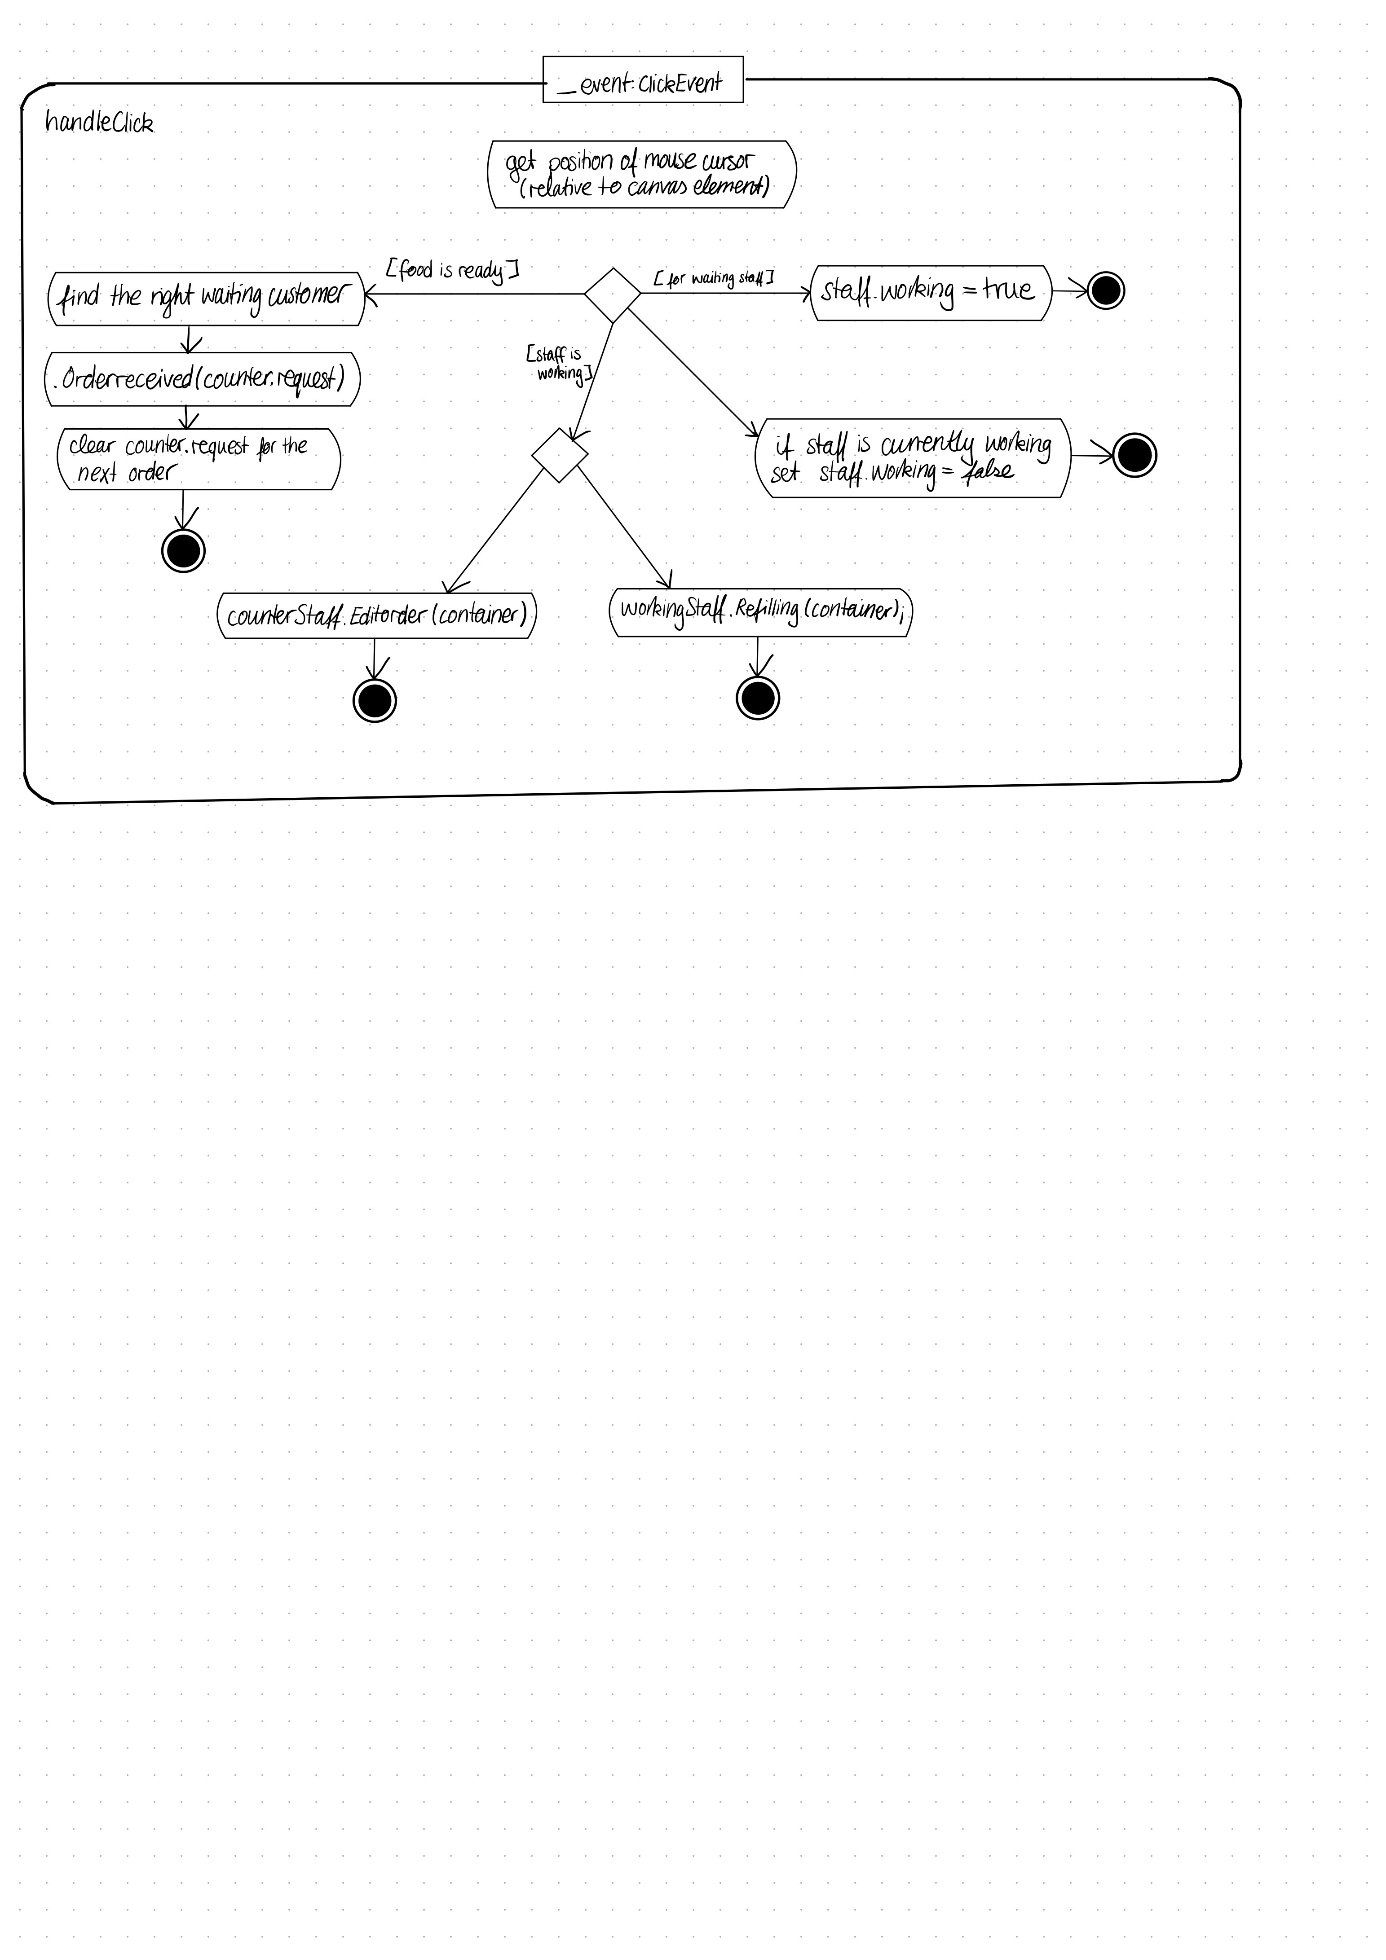 _event: ClickEvent
handleClick
get position of mouse cursor
(relative to canvas element)
[food is ready]
[for waiting staff]
find the right waiting customer
staff.working = true
[staff is
working]
.Orderreceived(counter.request)
clear counter.request for the
next order
if staff is currently working
set staff.working = false
counterStaff.Editorder(container)
workingStaff.Refilling(container);